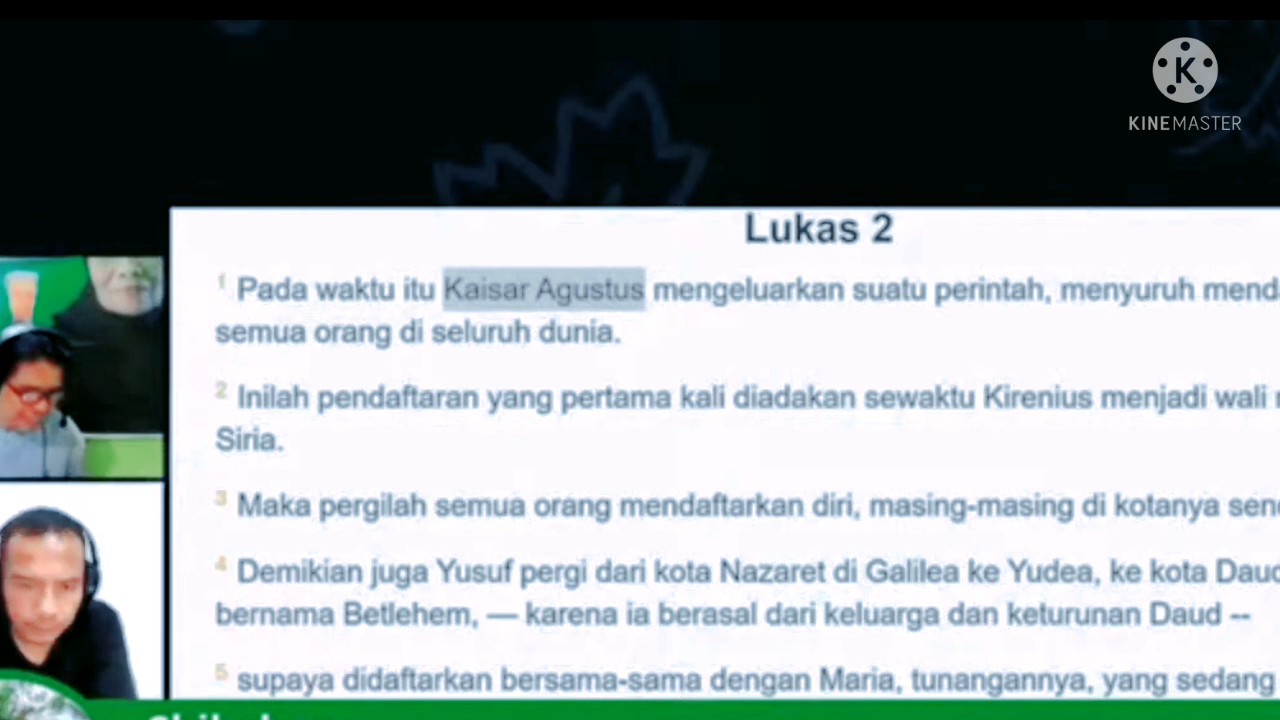 KINEMASTER
Lukas 2
1 Pada waktu itu Kaisar Agustus mengeluarkan suatu perintah, menyuruh
semua orang di seluruh dunia.
2 Inilah pendaftaran yang pertama kali diadakan sewaktu Kirenius menjadi wali
Siria.
3 Maka pergilah semua orang mendaftarkan diri, masing-masing di kotanya
4 Demikian juga Yusuf pergi dari kota Nazaret di Galilea ke Yudea, ke kota
bernama Betlehem, — karena ia berasal dari keluarga dan keturunan Daud --
5 supaya didaftarkan bersama-sama dengan Maria, tunangannya, yang sedang